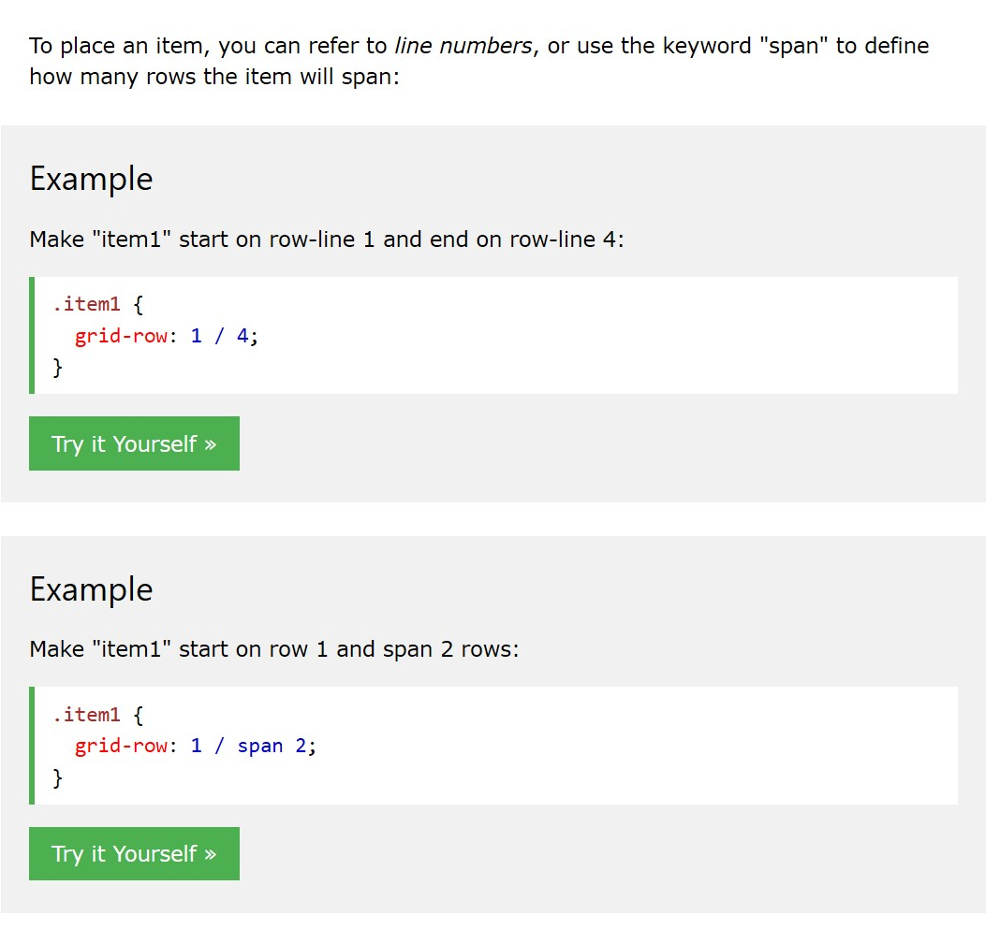 To place an item, you can refer to line numbers, or use the keyword "span" to define
how many rows the item will span:
Example
Make "item1" start on row-line 1 and end on row-line 4:
.item1 {
  grid-row: 1 / 4;
}
Try it Yourself »
Example
Make "item1" start on row 1 and span 2 rows:
.item1 {
  grid-row: 1 / span 2;
}
Try it Yourself »